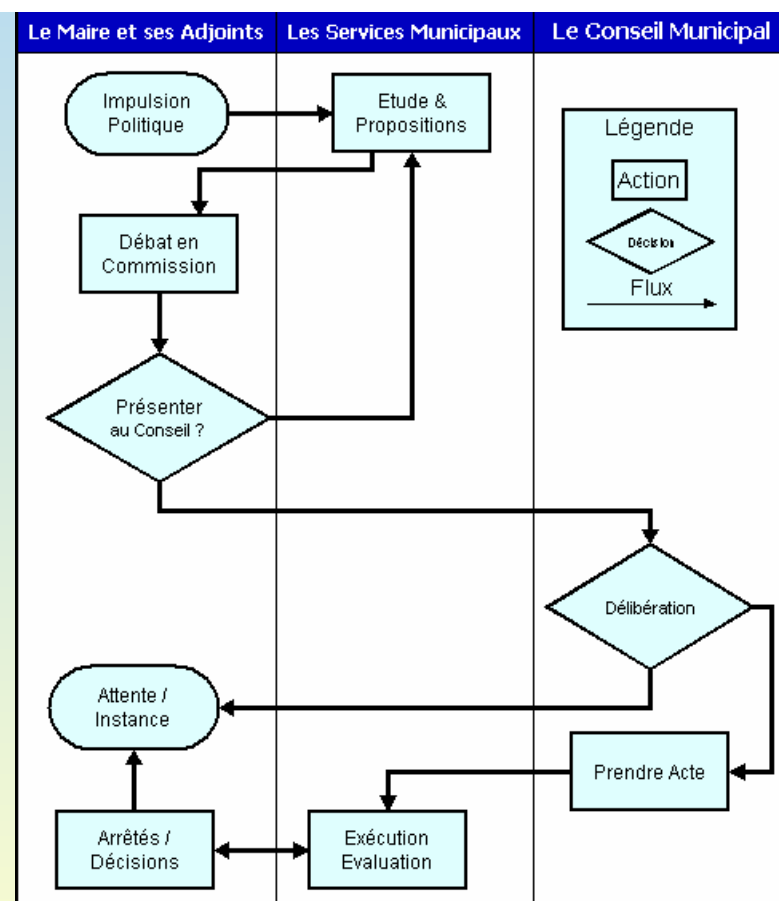 Le Maire et ses Adjoints
Les Services Municipaux
Le Conseil Municipal
Impulsion
Politique
Etude &
Propositions
Légende
Action
Décision
Flux
Débat en
Commission
Présenter
au Conseil ?
Délibération
Attente /
Instance
Prendre Acte
Arrêtés /
Décisions
Exécution
Evaluation